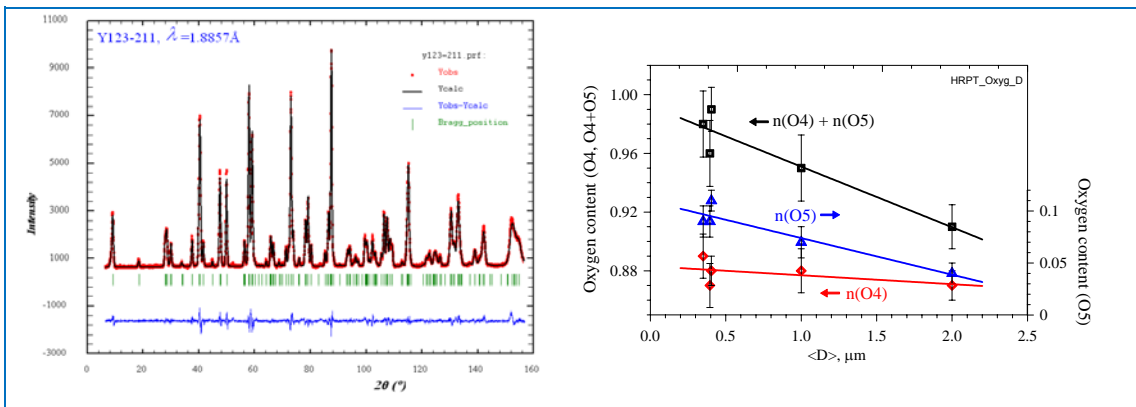 Y123-211, λ=1.8857Å
y123-211.prf:
Yobs
Ycalc
Yobs-Ycalc
Bragg_position
Intensity
11000
9000
7000
5000
3000
1000
-1000
-3000
0
20
40
60
80
100
120
140
160
2θ (°)
HRPT_Oxyg_D
n(O4) + n(O5)
n(O5)
n(O4)
Oxygen content (O4, O4+O5)
1.00
0.96
0.92
0.88
Oxygen content (O5)
0.1
0.05
0
0.0
0.5
1.0
1.5
2.0
2.5
<D>, μm